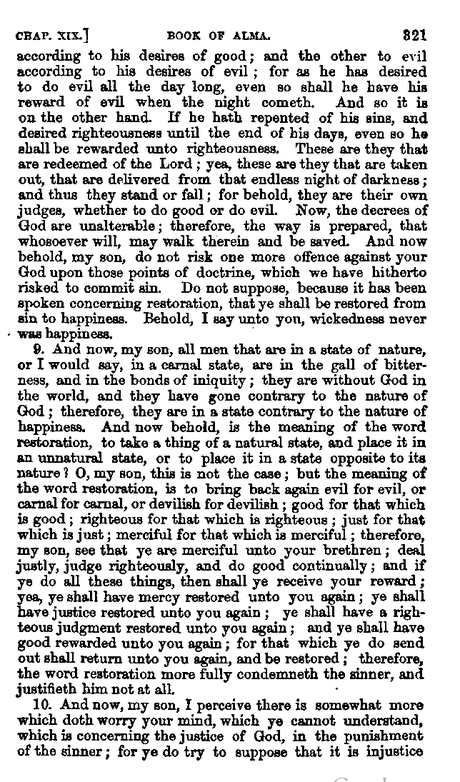 CHAP. XIX.] BOOK OF ALMA. 321
according to his desires of good; and the other to evil
according to his desires of evil; for as he has desired
to do evil all the day long, even so shall he have his
reward of evil when the night cometh. And so it is
on the other hand. If he hath repented of his sins, and
desired righteousness until the end of his days, even so he
shall be rewarded unto righteousness. These are they that
are redeemed of the Lord; yea, these are they that are taken
out, that are delivered from that endless night of darkness;
and thus they stand or fall; for behold, they are their own
judges, whether to do good or do evil. Now, the decrees of
God are unalterable; therefore, the way is prepared, that
whosoever will, may walk therein and be saved. And now
behold, my son, do not risk one more offence against your
God upon those points of doctrine, which we have hitherto
risked to commit sin. Do not suppose, because it has been
spoken concerning restoration, that ye shall be restored from
sin to happiness. Behold, I say unto you, wickedness never
was happiness.
9. And now, my son, all men that are in a state of nature,
or I would say, in a carnal state, are in the gall of bitter-
ness, and in the bonds of iniquity; they are without God in
the world, and they have gone contrary to the nature of
God; therefore, they are in a state contrary to the nature of
happiness. And now behold, is the meaning of the word
restoration, to take a thing of a natural state, and place it in
an unnatural state, or to place it in a state opposite to its
nature? O, my son, this is not the case; but the meaning of
the word restoration, is to bring back again evil for evil, or
carnal for carnal, or devilish for devilish; good for that which
is good; righteous for that which is righteous; just for that
which is just; merciful for that which is merciful; therefore,
my son, see that ye are merciful unto your brethren; deal
justly, judge righteously, and do good continually; and if
ye do all these things, then shall ye receive your reward;
yea, ye shall have mercy restored unto you again; ye shall
have justice restored unto you again; ye shall have a righ-
teous judgment restored unto you again; and ye shall have
good rewarded unto you again; for that which ye do send
out shall return unto you again, and be restored; therefore,
the word restoration more fully condemneth the sinner, and
justifieth him not at all.
10. And now, my son, I perceive there is somewhat more
which doth worry your mind, which ye cannot understand,
which is concerning the justice of God, in the punishment
of the sinner; for ye do try to suppose that it is injustice